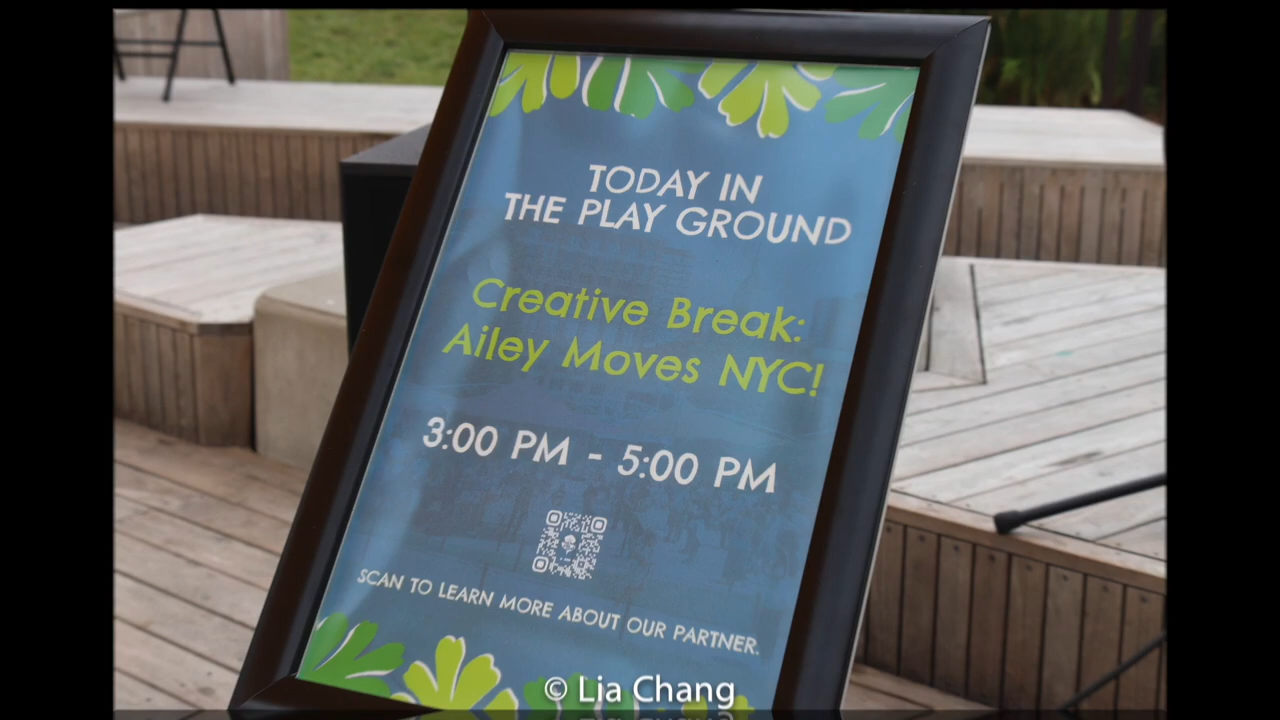 TODAY IN
THE PLAY GROUND
Creative Break:
Ailey Moves NYC!
3:00 PM - 5:00 PM
SCAN TO LEARN MORE ABOUT OUR PARTNER.
© Lia Chang